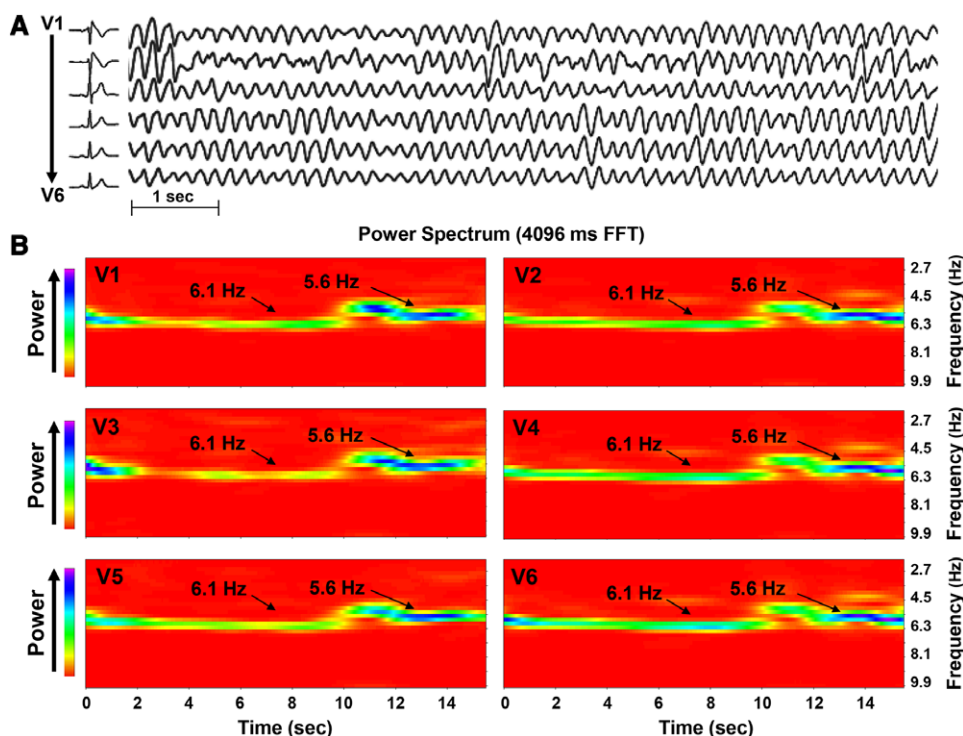 A
V1
V6
1 sec
Power Spectrum (4096 ms FFT)
B
Power
V1
6.1 Hz
5.6 Hz
V2
6.1 Hz
5.6 Hz
2.7
4.5
6.3
8.1
9.9
Frequency (Hz)
Power
V3
6.1 Hz
5.6 Hz
V4
6.1 Hz
5.6 Hz
2.7
4.5
6.3
8.1
9.9
Frequency (Hz)
Power
V5
6.1 Hz
5.6 Hz
V6
6.1 Hz
5.6 Hz
2.7
4.5
6.3
8.1
9.9
Frequency (Hz)
0 2 4 6 8 10 12 14
0 2 4 6 8 10 12 14
Time (sec)
Time (sec)